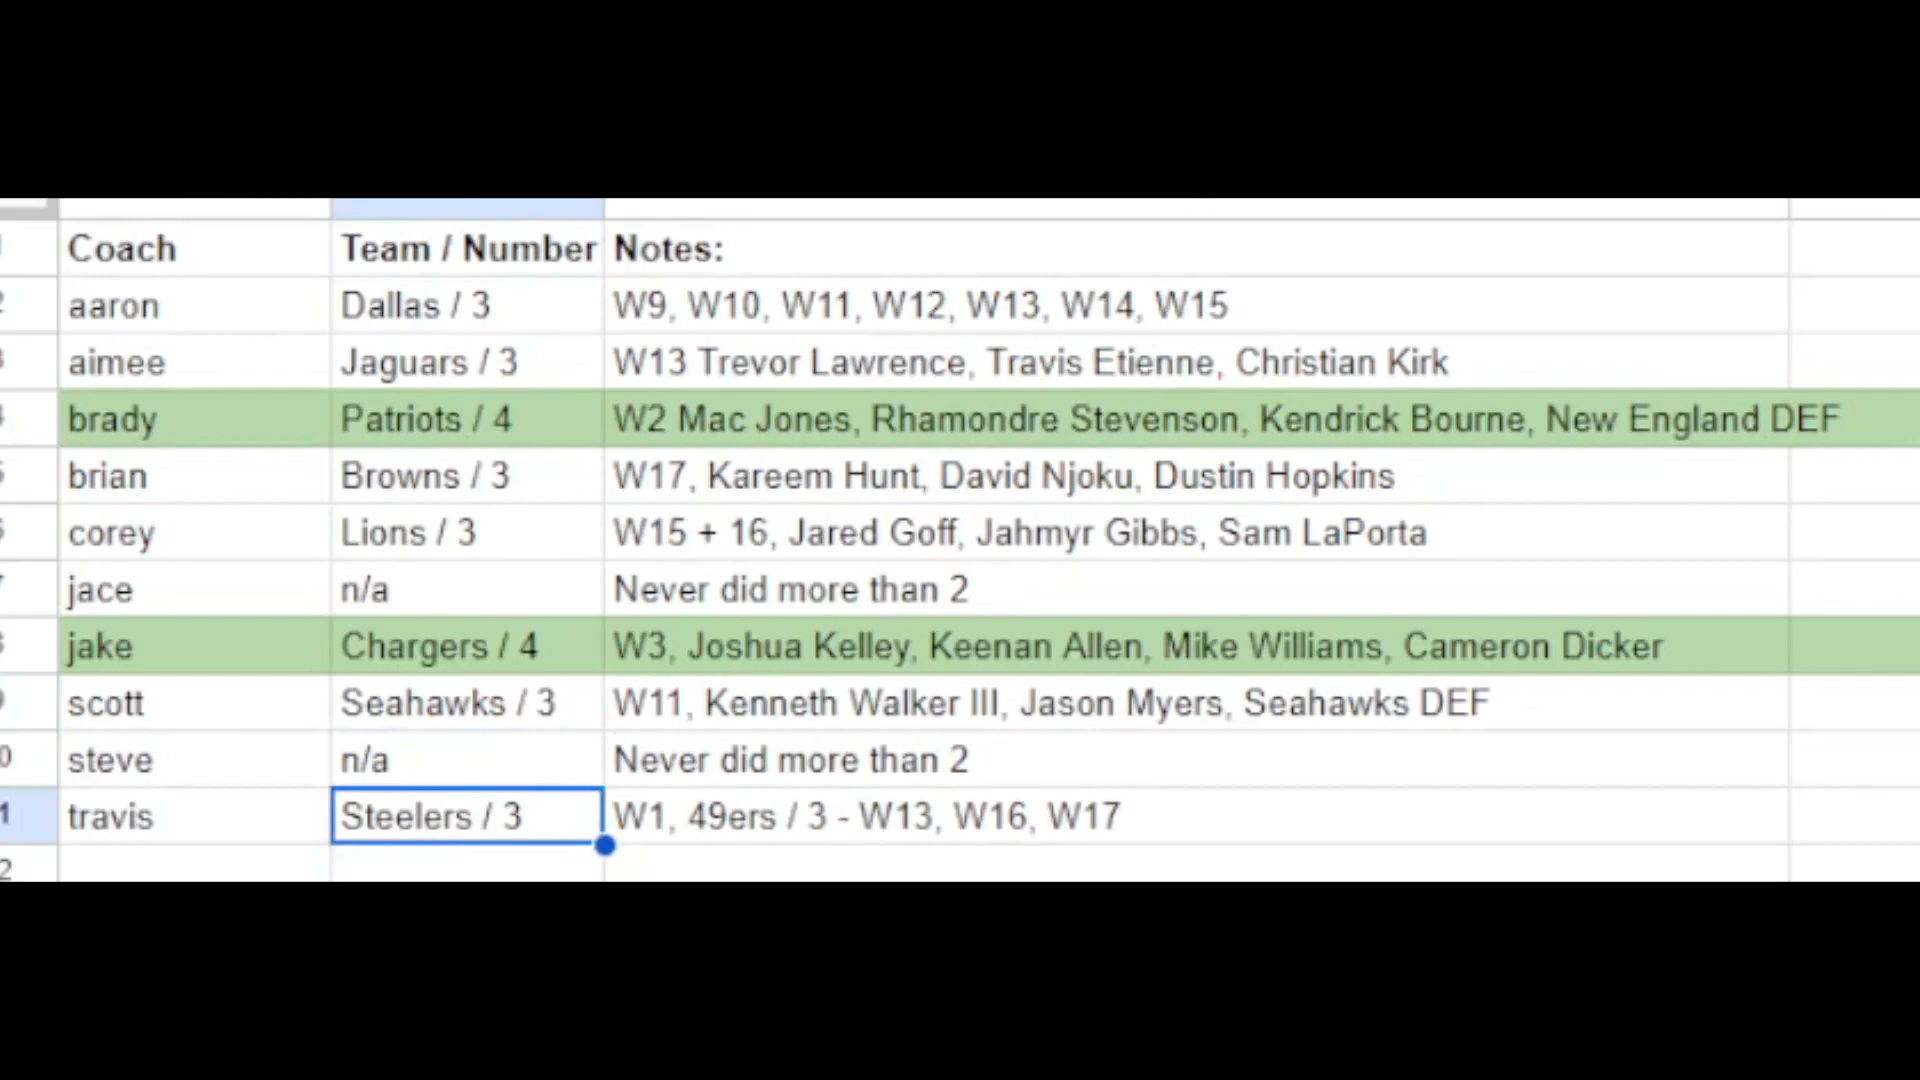 Coach Team / Number Notes:
aaron Dallas / 3 W9, W10, W11, W12, W13, W14, W15
aimee Jaguars / 3 W13 Trevor Lawrence, Travis Etienne, Christian Kirk
brady Patriots / 4 W2 Mac Jones, Rhamondre Stevenson, Kendrick Bourne, New England DEF
brian Browns / 3 W17, Kareem Hunt, David Njoku, Dustin Hopkins
corey Lions / 3 W15 + 16, Jared Goff, Jahmyr Gibbs, Sam LaPorta
jace n/a Never did more than 2
jake Chargers / 4 W3, Joshua Kelley, Keenan Allen, Mike Williams, Cameron Dicker
scott Seahawks / 3 W11, Kenneth Walker III, Jason Myers, Seahawks DEF
steve n/a Never did more than 2
travis Steelers / 3 W1, 49ers / 3 - W13, W16, W17